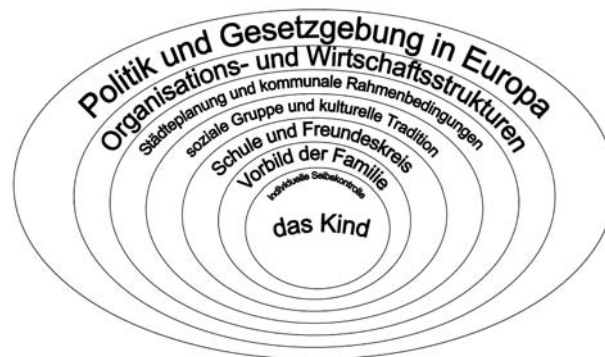 Politik und Gesetzgebung in Europa
Organisations- und Wirtschaftsstrukturen
Städteplanung und kommunale Rahmenbedingungen
soziale Gruppe und kulturelle Tradition
Schule und Freundeskreis
Vorbild der Familie
individuelle Selbskontrolle
das Kind